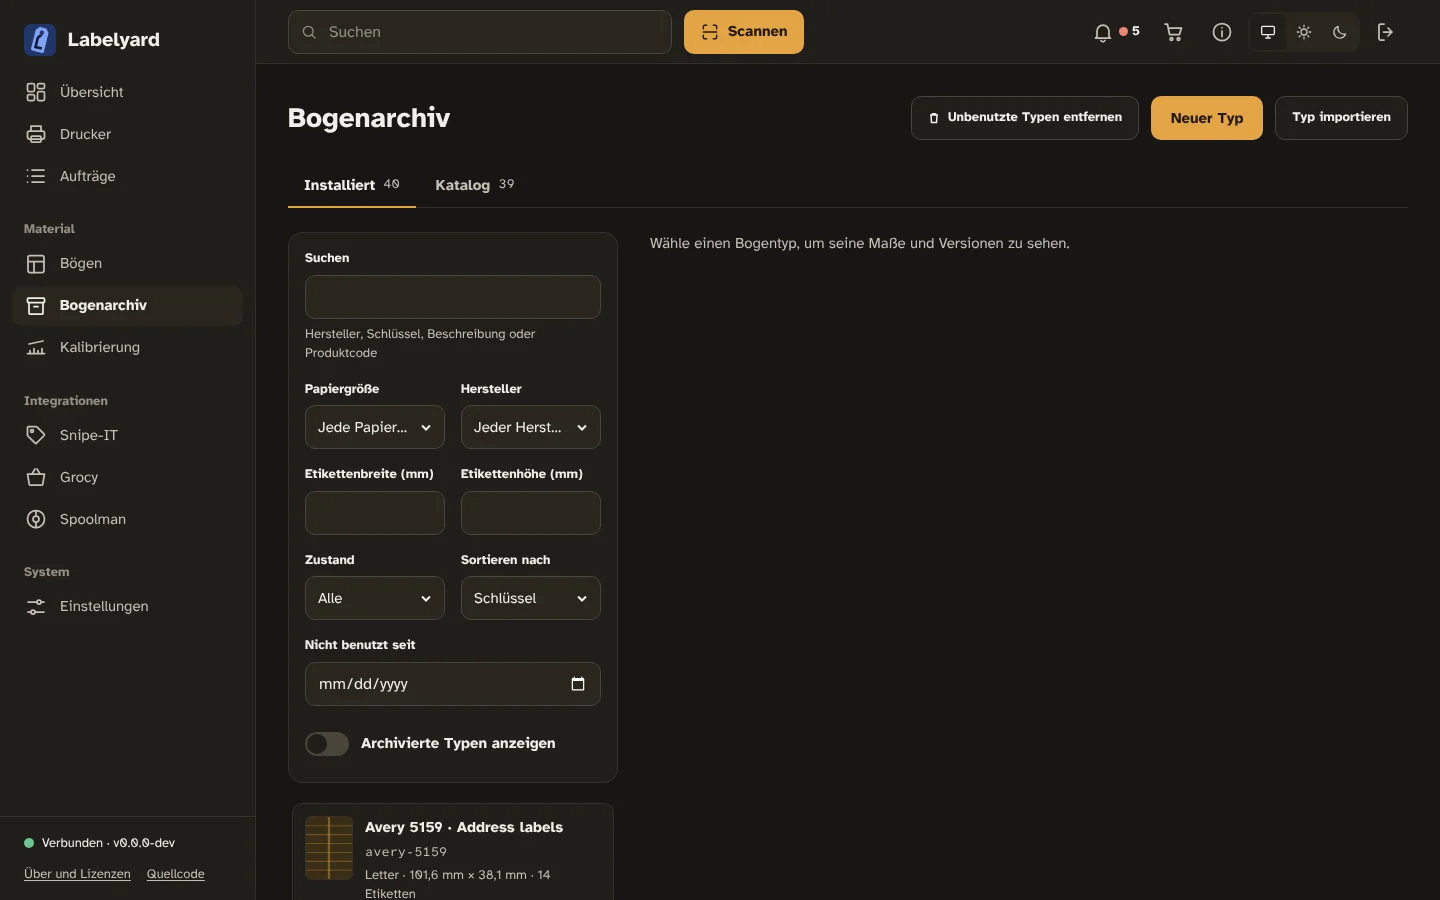 Labelyard
Suchen
Scannen
5
Übersicht
Drucker
Aufträge
Material
Bögen
Bogenarchiv
Kalibrierung
Integrationen
Snipe-IT
Grocy
Spoolman
System
Einstellungen
Verbunden · v0.0.0-dev
Über und Lizenzen
Quellcode
Bogenarchiv
Unbenutzte Typen entfernen
Neuer Typ
Typ importieren
Installiert 40
Katalog 39
Suchen
Hersteller, Schlüssel, Beschreibung oder
Produktcode
Papiergröße
Hersteller
Jede Papier...
Jeder Herst...
Etikettenbreite (mm)
Etikettenhöhe (mm)
Zustand
Sortieren nach
Alle
Schlüssel
Nicht benutzt seit
mm/dd/yyyy
Archivierte Typen anzeigen
Avery 5159 · Address labels
avery-5159
Letter · 101,6 mm × 38,1 mm · 14
Etiketten
Wähle einen Bogentyp, um seine Maße und Versionen zu sehen.